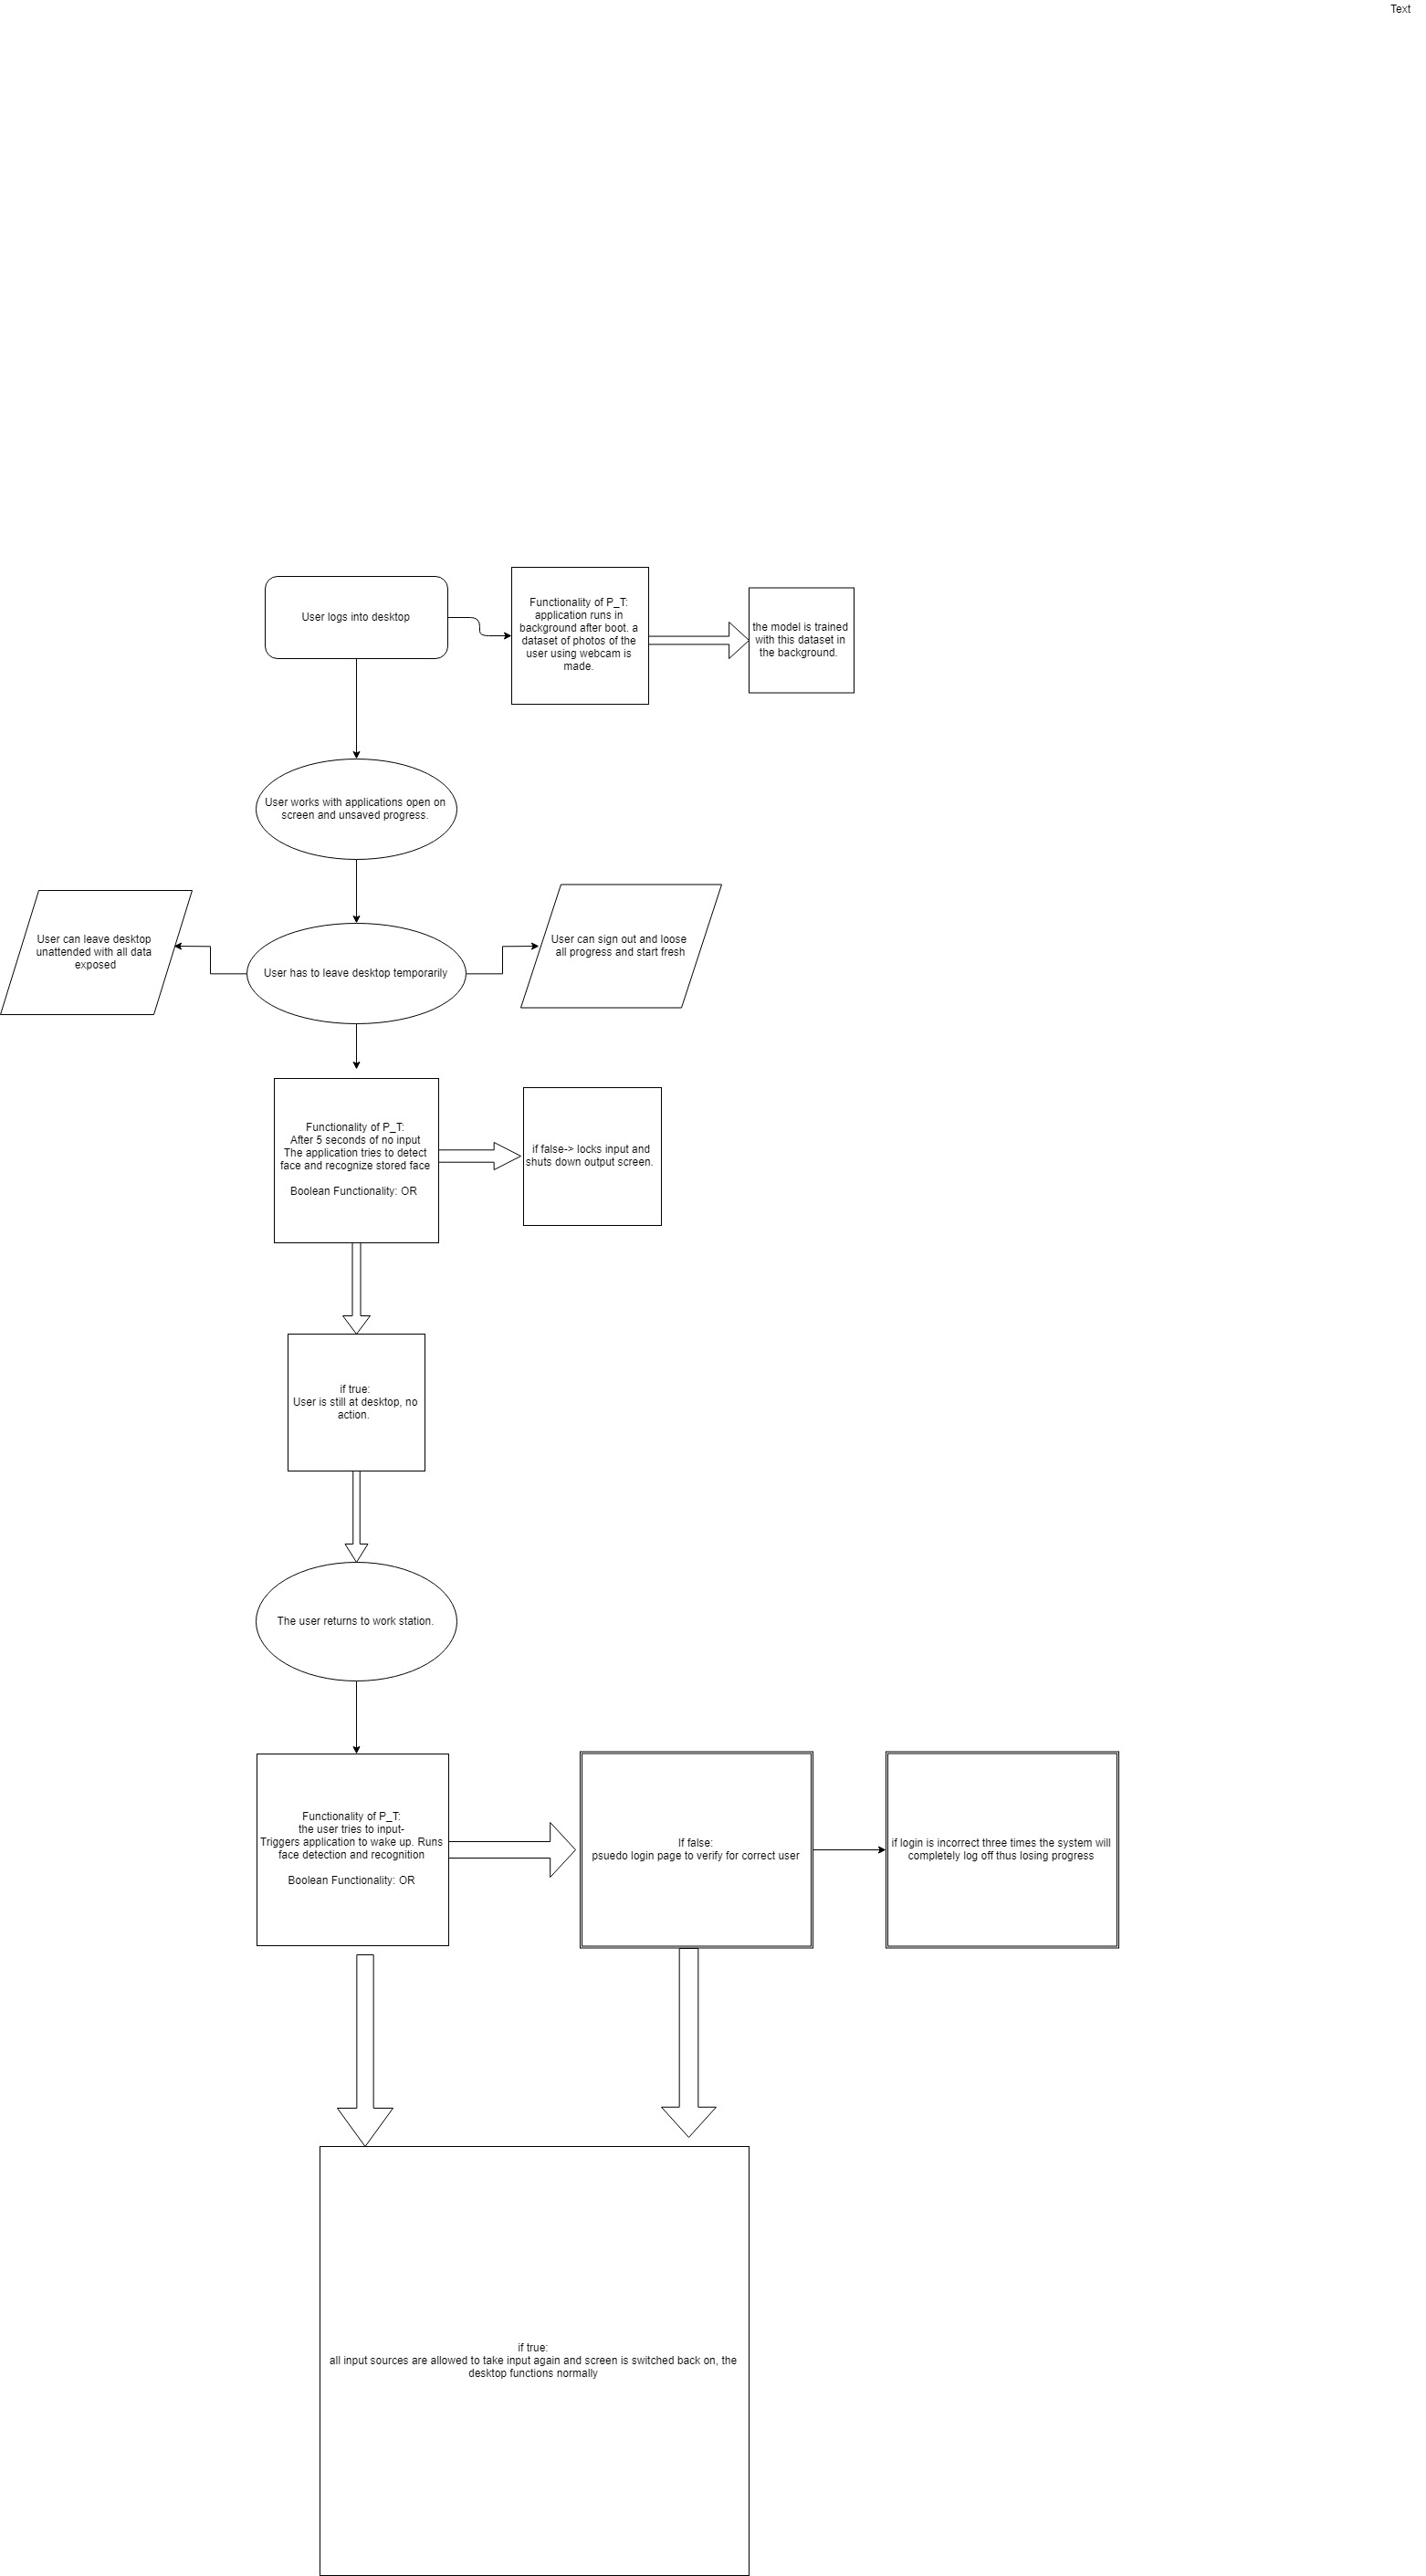 Text
User logs into desktop
Functionality of P_T:
application runs in
background after boot. a
dataset of photos of the
user using webcam is
made.
the model is trained
with this dataset in
the background.
User works with applications open on
screen and unsaved progress.
User can leave desktop
unattended with all data
exposed
User has to leave desktop temporarily
User can sign out and loose
all progress and start fresh
Functionality of P_T:
After 5 seconds of no input
The application tries to detect
face and recognize stored face
Boolean Functionality: OR
if false-> locks input and
shuts down output screen.
if true:
User is still at desktop, no
action.
The user returns to work station.
Functionality of P_T:
the user tries to input-
Triggers application to wake up. Runs
face detection and recognition
Boolean Functionality: OR
If false:
psuedo login page to verify for correct user
if login is incorrect three times the system will
completely log off thus losing progress
if true:
all input sources are allowed to take input again and screen is switched back on, the
desktop functions normally